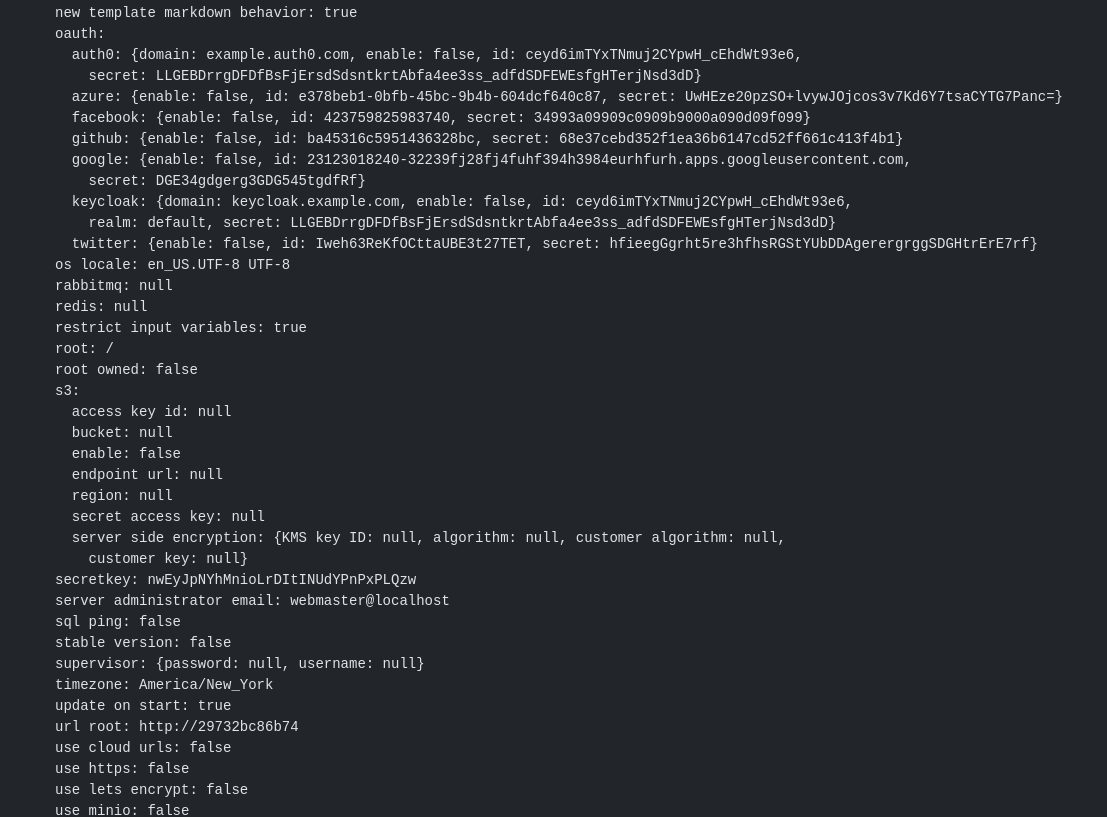 new template markdown behavior: true
oauth:
auth0: {domain: example.auth0.com, enable: false, id: ceyd6imTYxTNmuj2CYpwH_cEhdWt93e6,
secret: LLGEBDrrgDFDfBsFjErsdSdsntkrtAbfa4ee3ss_adfdSDFEWEsfgHTerjNsd3dD}
azure: {enable: false, id: e378beb1-0bfb-45bc-9b4b-604dcf640c87, secret: UwHEze20pzSO+lvywJOjcos3v7Kd6Y7tsaCYTG7Panc=}
facebook: {enable: false, id: 423759825983740, secret: 34993a09909c0909b9000a090d09f099}
github: {enable: false, id: ba45316c5951436328bc, secret: 68e37cebd352f1ea36b6147cd52ff661c413f4b1}
google: {enable: false, id: 23123018240-32239fj28fj4fuhf394h3984eurhfurh.apps.googleusercontent.com,
secret: DGE34gdgerg3GDG545tgdfRf}
keycloak: {domain: keycloak.example.com, enable: false, id: ceyd6imTYxTNmuj2CYpwH_cEhdWt93e6,
realm: default, secret: LLGEBDrrgDFDfBsFjErsdSdsntkrtAbfa4ee3ss_adfdSDFEWEsfgHTerjNsd3dD}
twitter: {enable: false, id: Iweh63ReKfOCttaUBE3t27TET, secret: hfieegGgrht5re3hfhsRGStYUbDDAgerergrggSDGHtrErE7rf}
os locale: en_US.UTF-8 UTF-8
rabbitmq: null
redis: null
restrict input variables: true
root: /
root owned: false
s3:
access key id: null
bucket: null
enable: false
endpoint url: null
region: null
secret access key: null
server side encryption: {KMS key ID: null, algorithm: null, customer algorithm: null,
customer key: null}
secretkey: nwEyJpNYhMnioLrDItINUdYPnPxPLQzw
server administrator email: webmaster@localhost
sql ping: false
stable version: false
supervisor: {password: null, username: null}
timezone: America/New_York
update on start: true
url root: http://29732bc86b74
use cloud urls: false
use https: false
use lets encrypt: false
use minio: false